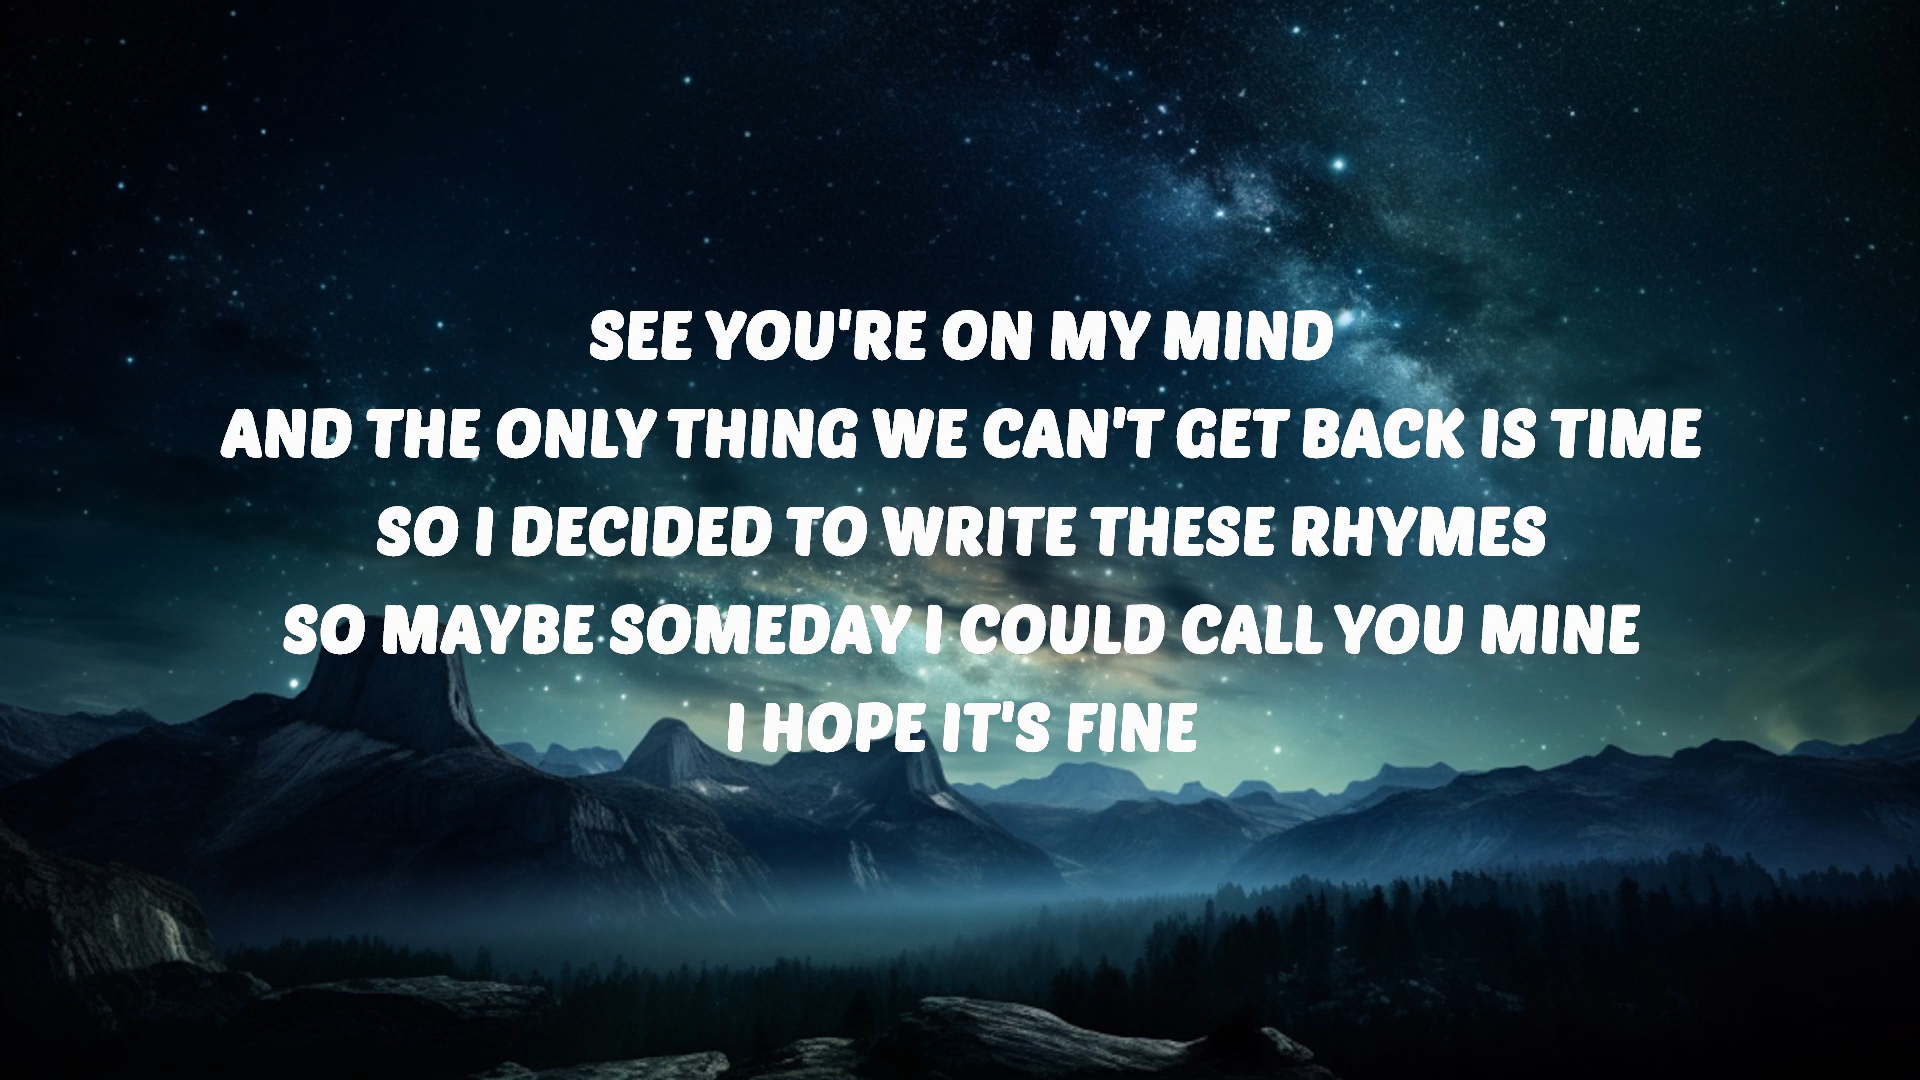 SEE YOU'RE ON MY MIND
AND THE ONLY THING WE CAN'T GET BACK IS TIME
SO I DECIDED TO WRITE THESE RHYMES
SO MAYBE SOMEDAY I COULD CALL YOU MINE
I HOPE IT'S FINE